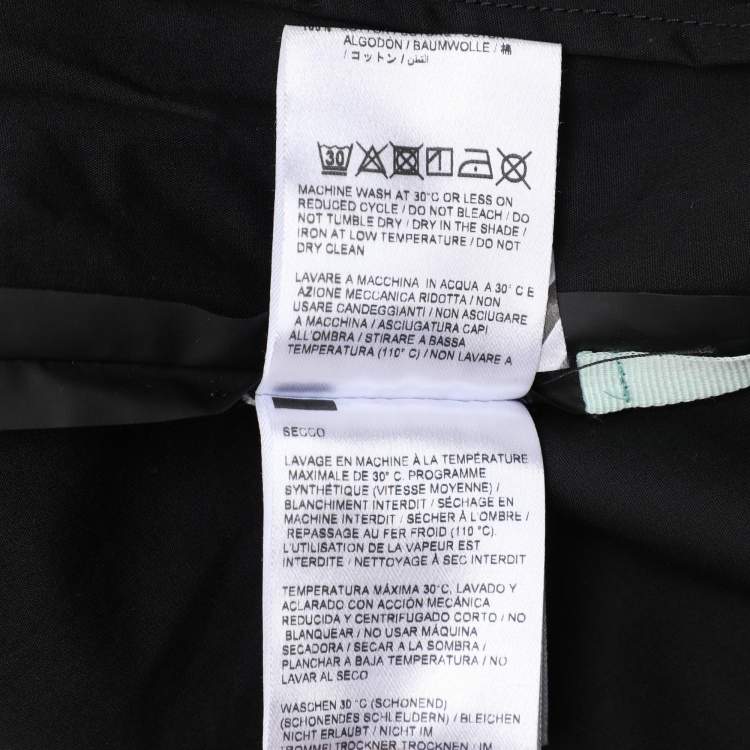 100%
ALGODÓN / BAUMWOLLE / 棉
/ コットン / القطن
30
MACHINE WASH AT 30°C OR LESS ON
REDUCED CYCLE / DO NOT BLEACH / DO
NOT TUMBLE DRY / DRY IN THE SHADE /
IRON AT LOW TEMPERATURE / DO NOT
DRY CLEAN
LAVARE A MACCHINA IN ACQUA A 30°C E
AZIONE MECCANICA RIDOTTA / NON
USARE CANDEGGIANTI / NON ASCIUGARE
A MACCHINA / ASCIUGATURA CAPI
ALL'OMBRA / STIRARE A BASSA
TEMPERATURA (110° C) / NON LAVARE A
SECCO
LAVAGE EN MACHINE À LA TEMPÉRATURE
MAXIMALE DE 30° C. PROGRAMME
SYNTHÉTIQUE (VITESSE MOYENNE) /
BLANCHIMENT INTERDIT / SÉCHAGE EN
MACHINE INTERDIT / SÉCHER À L'OMBRE /
REPASSAGE AU FER FROID (110 °C).
L'UTILISATION DE LA VAPEUR EST
INTERDITE / NETTOYAGE À SEC INTERDIT
TEMPERATURA MÁXIMA 30°C, LAVADO Y
ACLARADO CON ACCIÓN MECÁNICA
REDUCIDA Y CENTRIFUGADO CORTO / NO
BLANQUEAR / NO USAR MÁQUINA
SECADORA / SECAR A LA SOMBRA /
PLANCHAR A BAJA TEMPERATURA / NO
LAVAR AL SECO
WASCHEN 30 °C (SCHONEND)
(SCHONENDES SCHLEUDERN) / BLEICHEN
NICHT ERLAUBT / NICHT IM
TROMMELTROCKNER TROCKNEN / IM